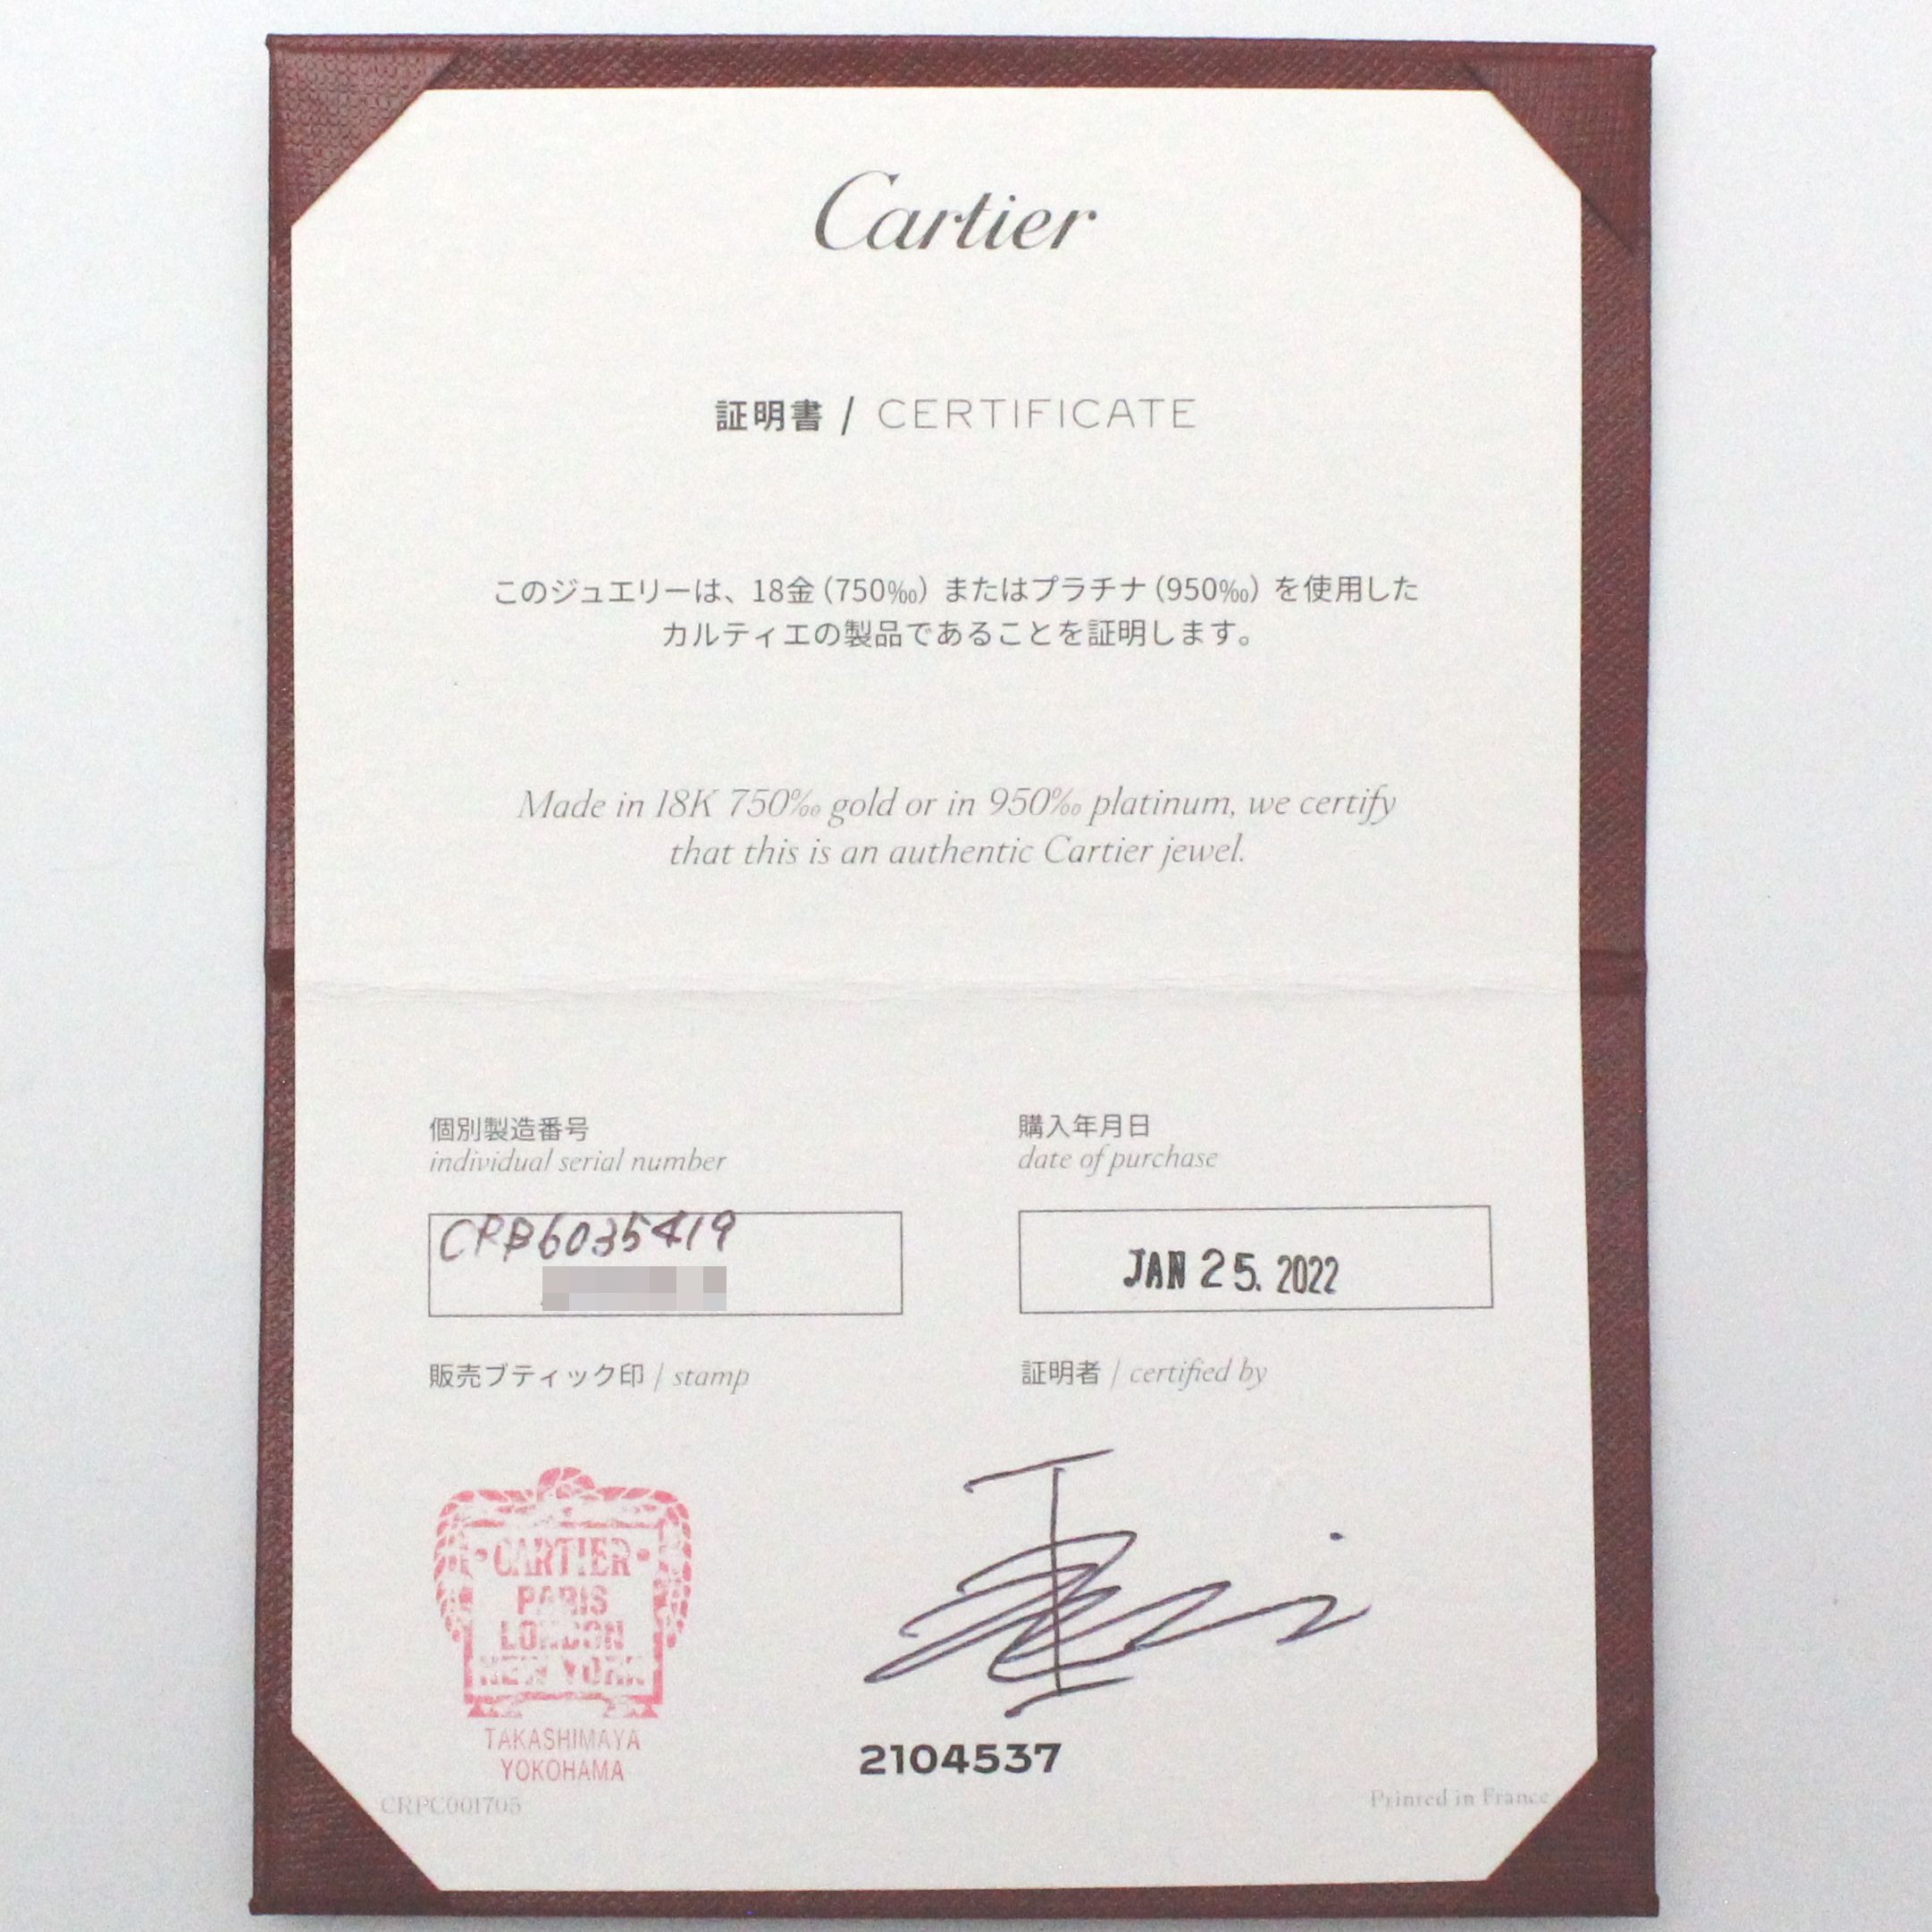 Cartier
証明書 / CERTIFICATE
このジュエリーは、18金（750‰）またはプラチナ（950‰）を使用した
カルティエの製品であることを証明します。
Made in 18K 750‰ gold or in 950‰ platinum, we certify
that this is an authentic Cartier jewel.
個別製造番号
individual serial number
CRB6035419
購入年月日
date of purchase
JAN 25. 2022
販売ブティック印 / stamp
証明者 / certified by
CARTIER
PARIS
LONDON
NEW YORK
TAKASHIMAYA
YOKOHAMA
2104537
CRPC001705
Printed in France